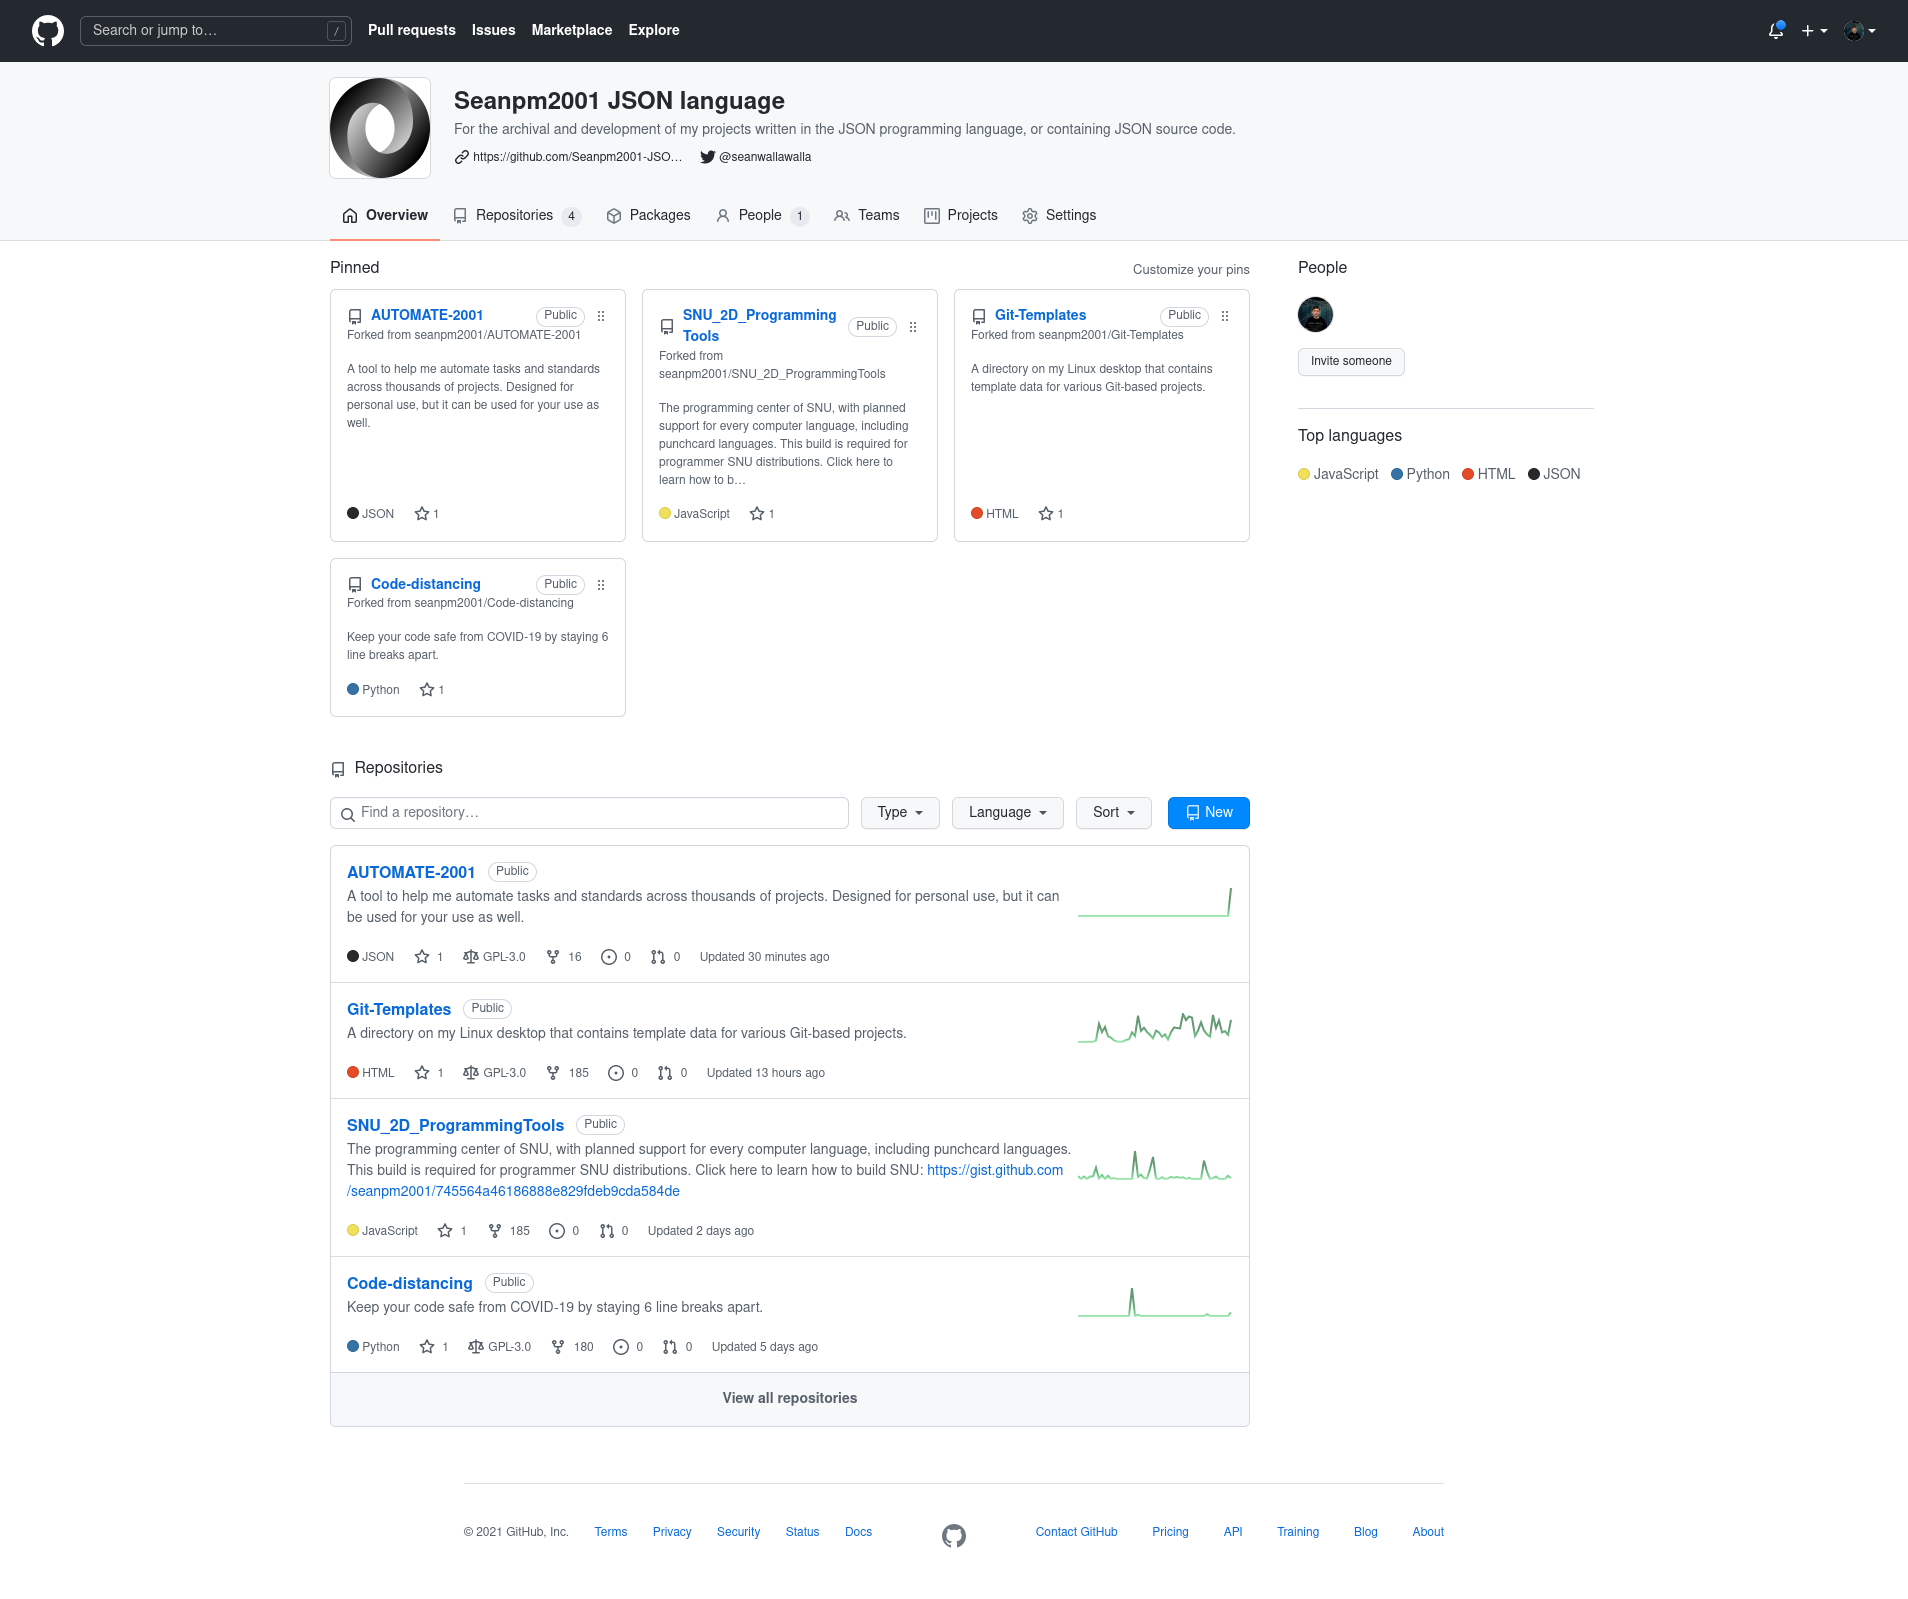 Search or jump to…
/
Pull requests
Issues
Marketplace
Explore
Seanpm2001 JSON language
For the archival and development of my projects written in the JSON programming language, or containing JSON source code.
https://github.com/Seanpm2001-JSO…
@seanwallawalla
Overview
Repositories 4
Packages
People 1
Teams
Projects
Settings
Pinned
Customize your pins
AUTOMATE-2001
Public
Forked from seanpm2001/AUTOMATE-2001
A tool to help me automate tasks and standards
across thousands of projects. Designed for
personal use, but it can be used for your use as
well.
JSON
1
SNU_2D_Programming
Tools
Public
Forked from
seanpm2001/SNU_2D_ProgrammingTools
The programming center of SNU, with planned
support for every computer language, including
punchcard languages. This build is required for
programmer SNU distributions. Click here to
learn how to b…
JavaScript
1
Git-Templates
Public
Forked from seanpm2001/Git-Templates
A directory on my Linux desktop that contains
template data for various Git-based projects.
HTML
1
Code-distancing
Public
Forked from seanpm2001/Code-distancing
Keep your code safe from COVID-19 by staying 6
line breaks apart.
Python
1
People
Invite someone
Top languages
JavaScript
Python
HTML
JSON
Repositories
Find a repository…
Type
Language
Sort
New
AUTOMATE-2001
Public
A tool to help me automate tasks and standards across thousands of projects. Designed for personal use, but it can
be used for your use as well.
JSON 1 GPL-3.0 16 0 0 Updated 30 minutes ago
Git-Templates
Public
A directory on my Linux desktop that contains template data for various Git-based projects.
HTML 1 GPL-3.0 185 0 0 Updated 13 hours ago
SNU_2D_ProgrammingTools
Public
The programming center of SNU, with planned support for every computer language, including punchcard languages.
This build is required for programmer SNU distributions. Click here to learn how to build SNU: https://gist.github.com
/seanpm2001/745564a46186888e829fdeb9cda584de
JavaScript 1 185 0 0 Updated 2 days ago
Code-distancing
Public
Keep your code safe from COVID-19 by staying 6 line breaks apart.
Python 1 GPL-3.0 180 0 0 Updated 5 days ago
View all repositories
© 2021 GitHub, Inc.
Terms
Privacy
Security
Status
Docs
Contact GitHub
Pricing
API
Training
Blog
About